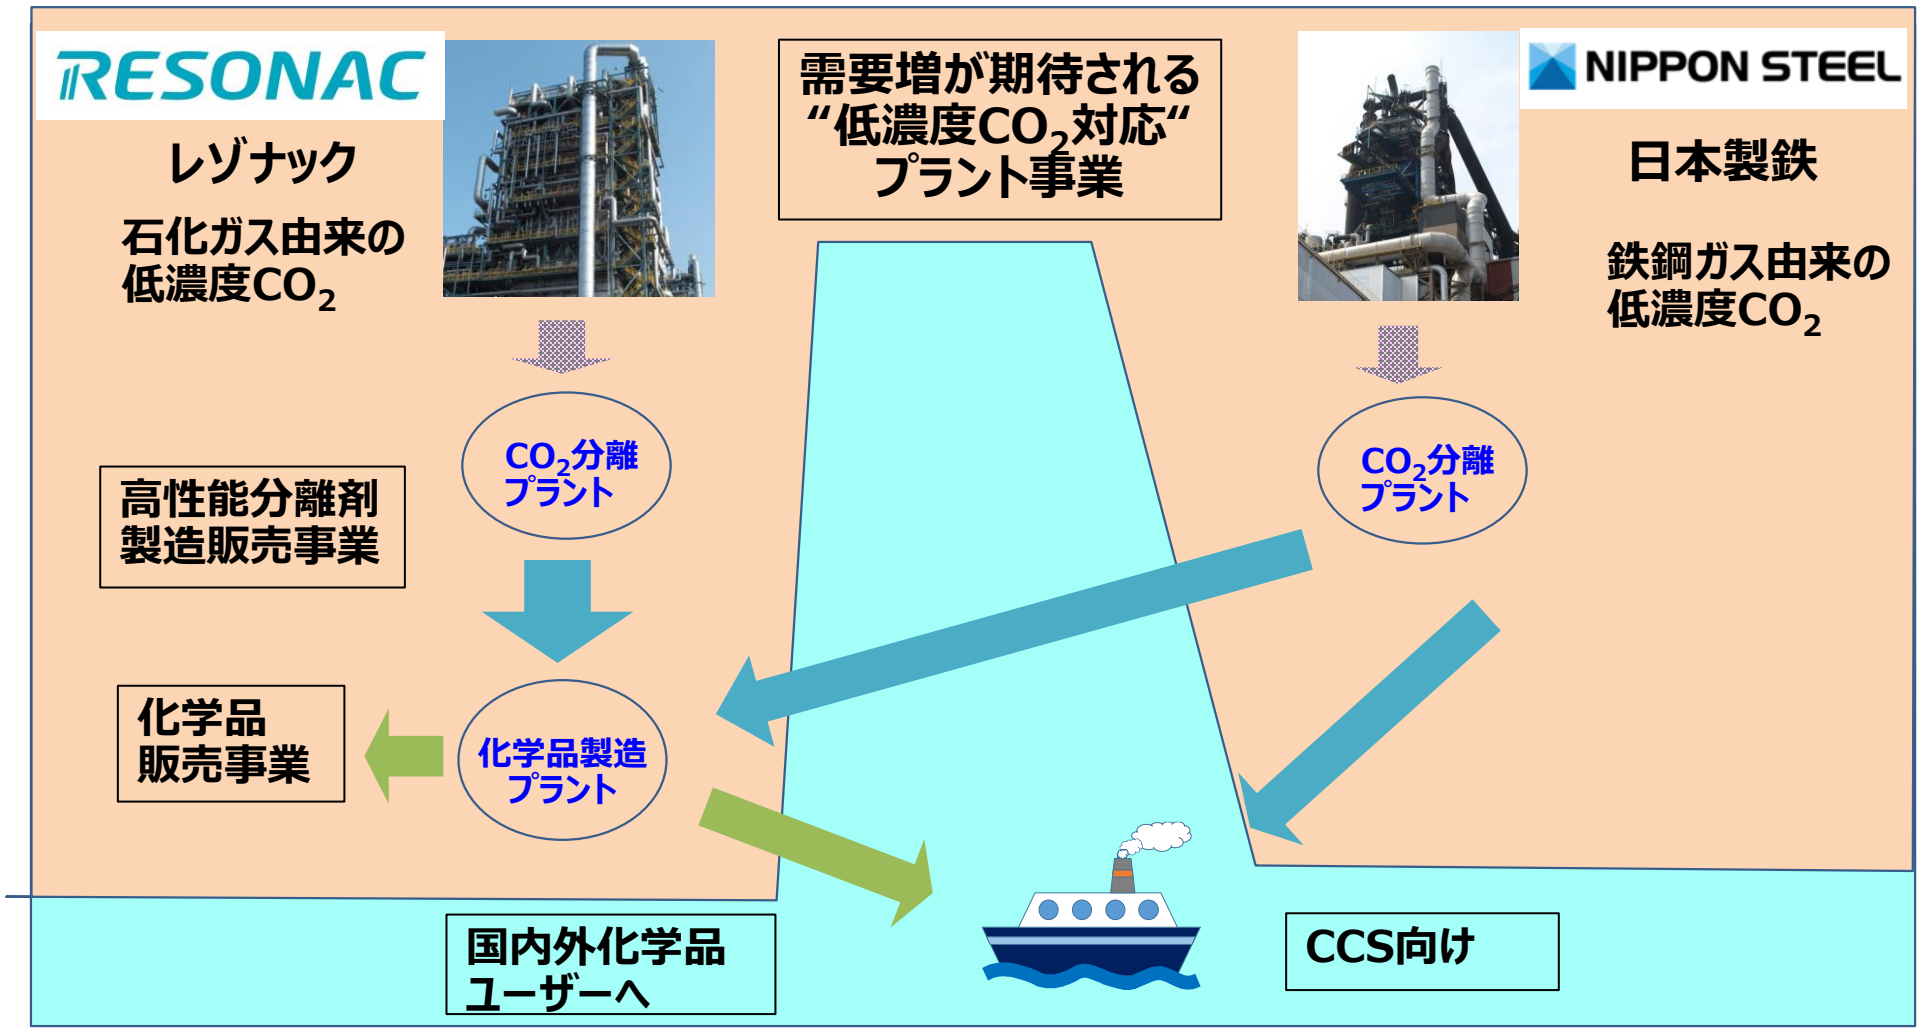 RESONAC
レゾナック
石化ガス由来の
低濃度CO₂
需要増が期待される
“低濃度CO₂対応“
プラント事業
NIPPON STEEL
日本製鉄
鉄鋼ガス由来の
低濃度CO₂
CO₂分離
プラント
CO₂分離
プラント
高性能分離剤
製造販売事業
化学品
販売事業
化学品製造
プラント
国内外化学品
ユーザーへ
CCS向け